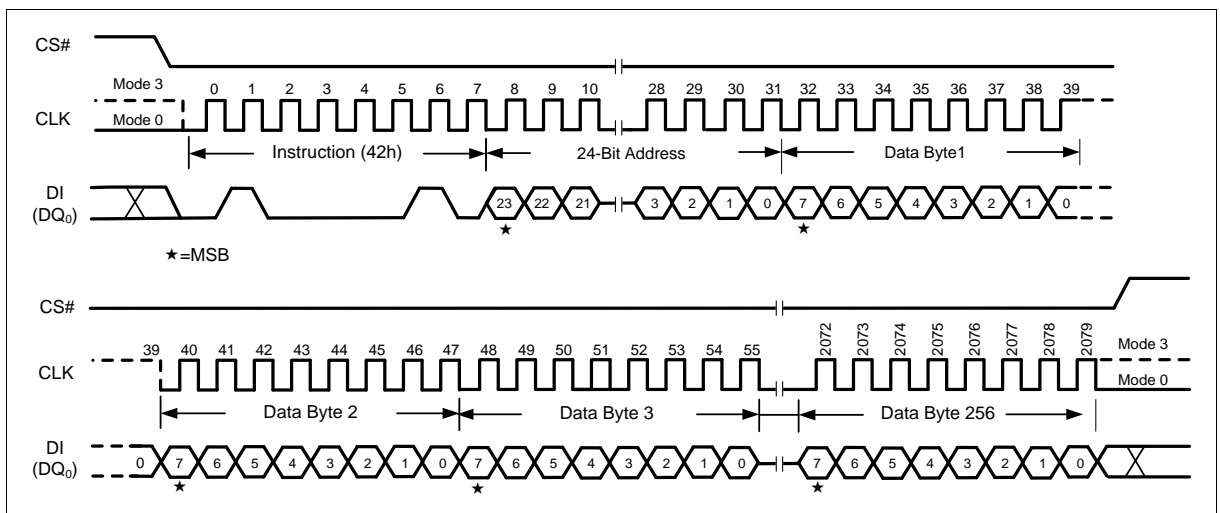 CS#
Mode 3
0 1 2 3 4 5 6 7 8 9 10 28 29 30 31 32 33 34 35 36 37 38 39
CLK
Mode 0
Instruction (42h) 24-Bit Address Data Byte1
DI
(DQ0)
23 22 21 3 2 1 0 7 6 5 4 3 2 1 0
★ ★
★=MSB
CS#
39 40 41 42 43 44 45 46 47 48 49 50 51 52 53 54 55 2072 2073 2074 2075 2076 2077 2078 2079
Mode 3
CLK
Mode 0
Data Byte 2 Data Byte 3 Data Byte 256
DI
(DQ0)
0 7 6 5 4 3 2 1 0 7 6 5 4 3 2 1 0 7 6 5 4 3 2 1 0
★ ★ ★